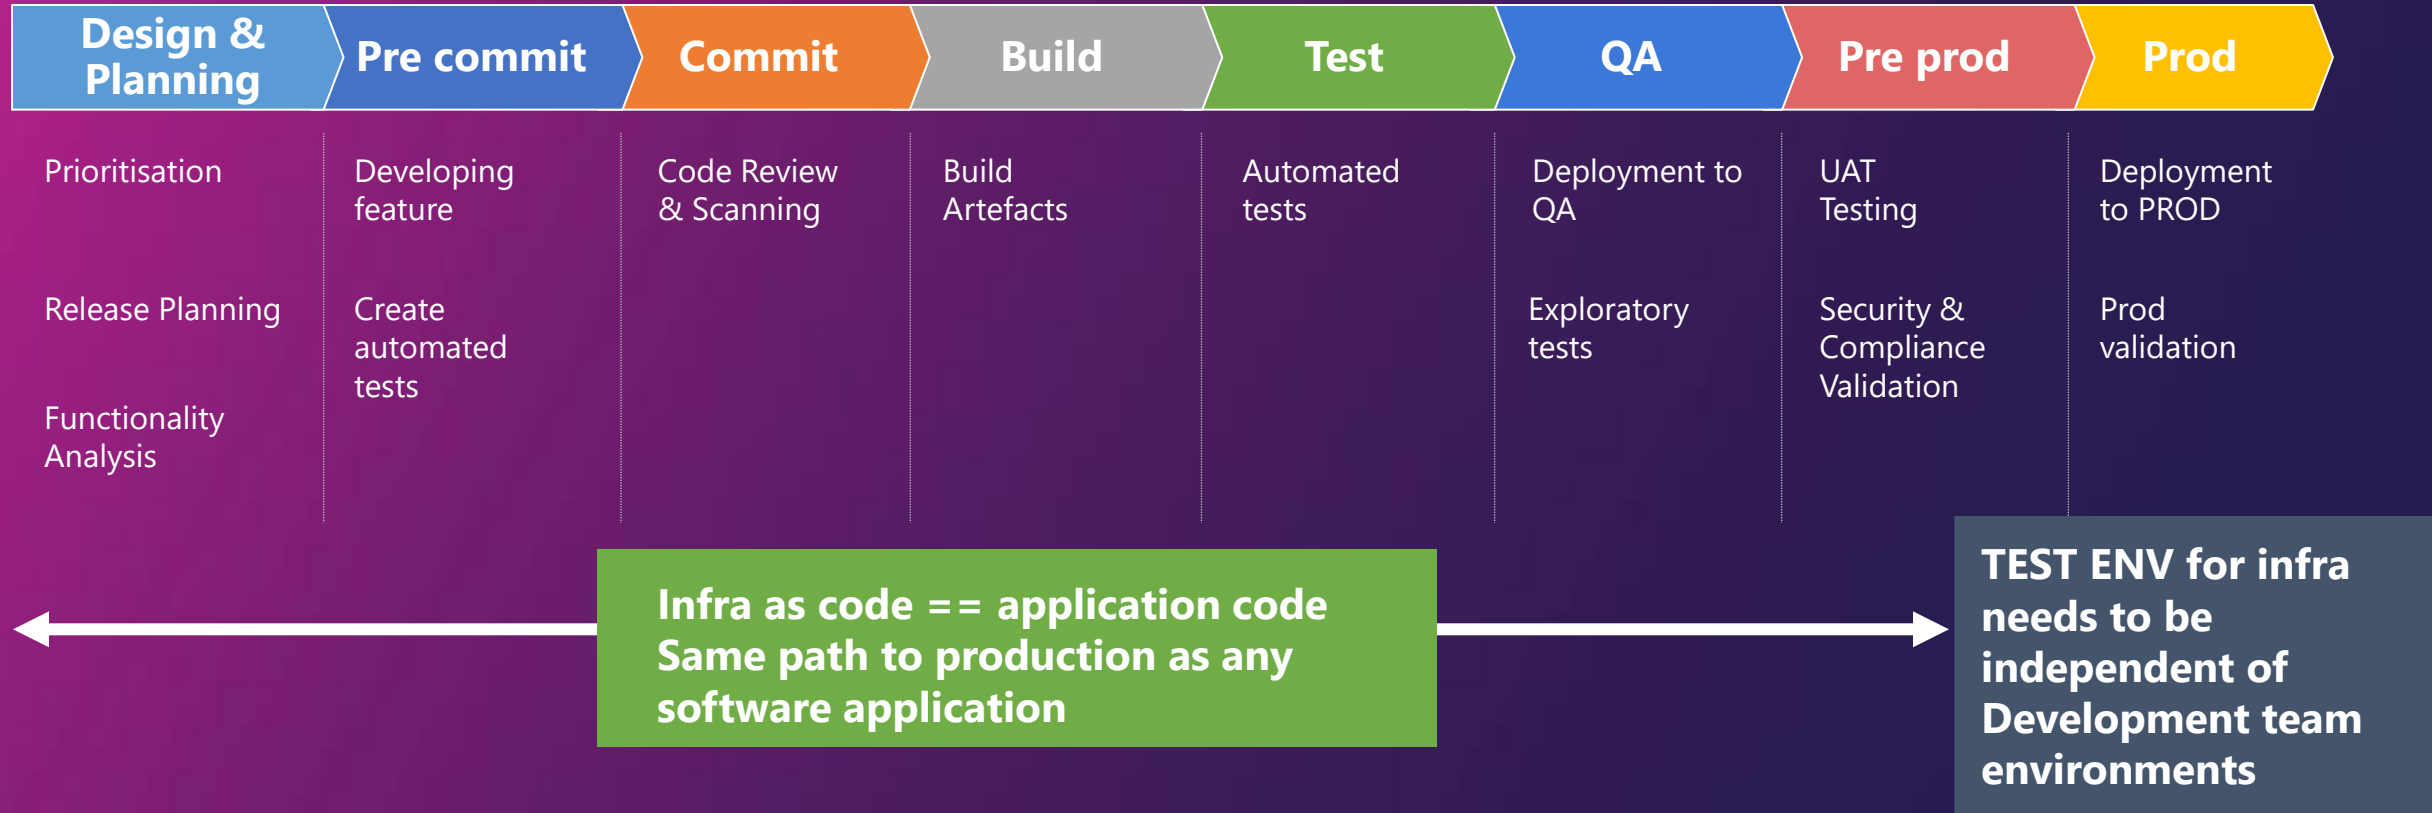 Design &
Planning
Pre commit
Commit
Build
Test
QA
Pre prod
Prod
Prioritisation
Release Planning
Functionality
Analysis
Developing
feature
Create
automated
tests
Code Review
& Scanning
Build
Artefacts
Automated
tests
Deployment to
QA
Exploratory
tests
UAT
Testing
Security &
Compliance
Validation
Deployment
to PROD
Prod
validation
Infra as code == application code
Same path to production as any
software application
TEST ENV for infra
needs to be
independent of
Development team
environments